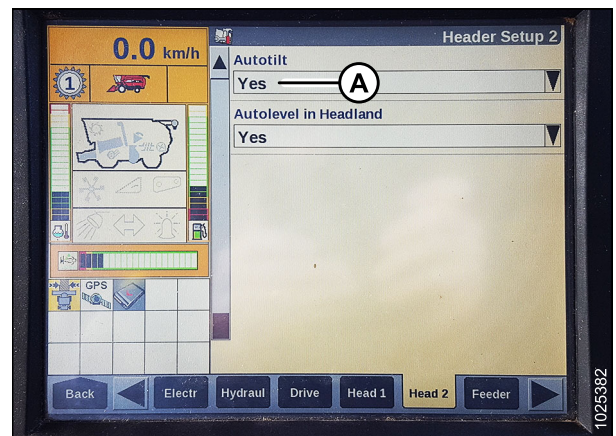 0.0 km/h
Header Setup 2
1
Autotilt
Yes
A
Autolevel in Headland
Yes
GPS
Back
Electr
Hydraul
Drive
Head 1
Head 2
Feeder
1025382